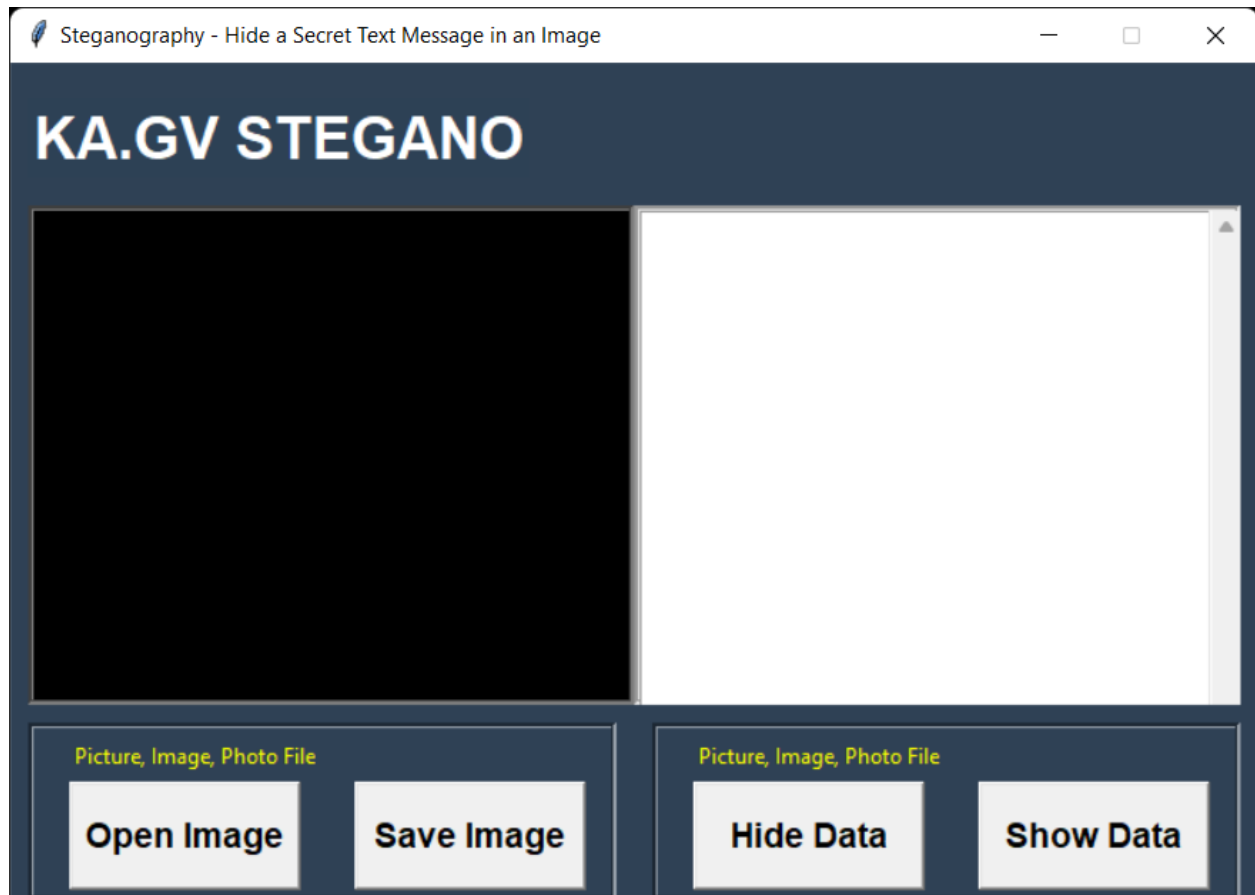 Steganography - Hide a Secret Text Message in an Image
KA.GV STEGANO
Picture, Image, Photo File
Open Image
Save Image
Picture, Image, Photo File
Hide Data
Show Data